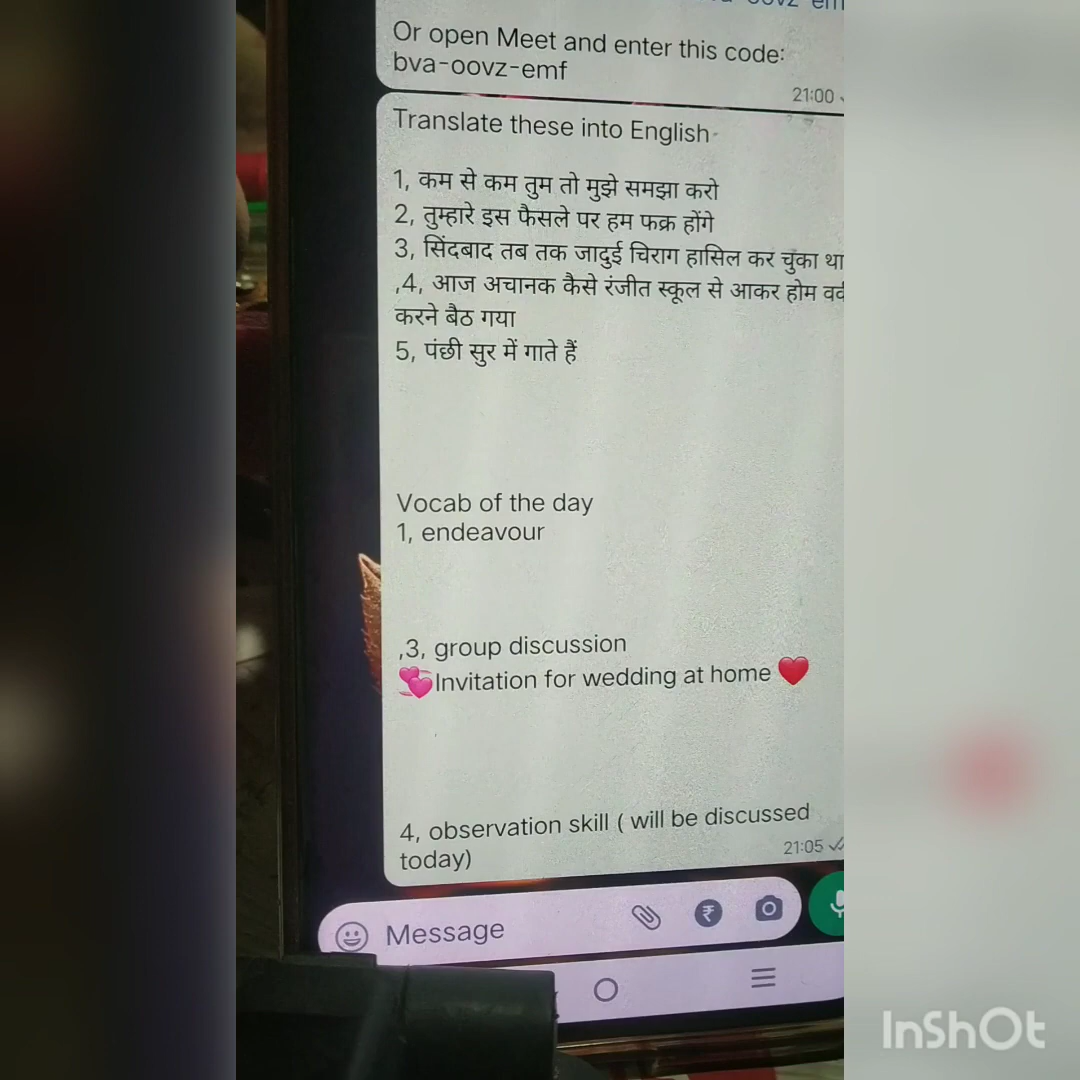 Or open Meet and enter this code:
bva-oovz-emf
21:00
Translate these into English
1, कम से कम तुम तो मुझे समझा करो
2, तुम्हारे इस फैसले पर हम फक्र होंगे
3, सिंदबाद तब तक जादुई चिराग हासिल कर चुका था
,4, आज अचानक कैसे रंजीत स्कूल से आकर होम
करने बैठ गया
5, पंछी सुर में गाते हैं
Vocab of the day
1, endeavour
,3, group discussion
💞Invitation for wedding at home ❤️
4, observation skill ( will be discussed
today)
21:05
Message
InShOt